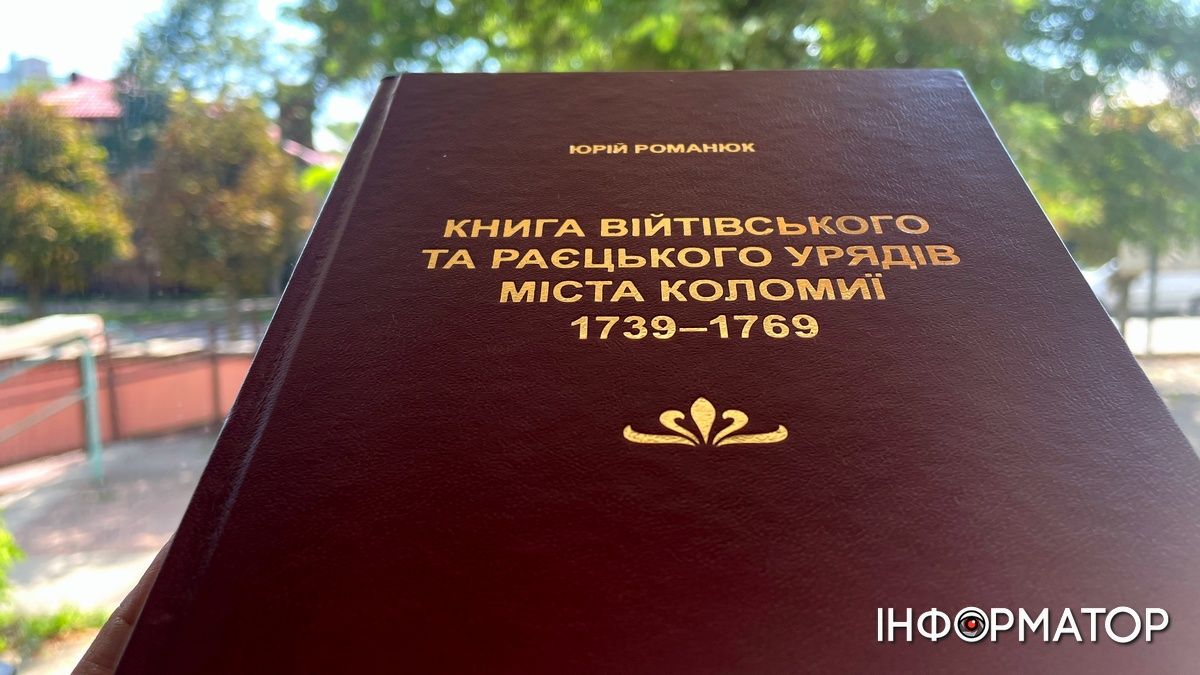 ЮРІЙ РОМАНЮК
КНИГА ВІЙТІВСЬКОГО
ТА РАЄЦЬКОГО УРЯДІВ
МІСТА КОЛОМИЇ
1739–1769
ІНФОРМАТОР